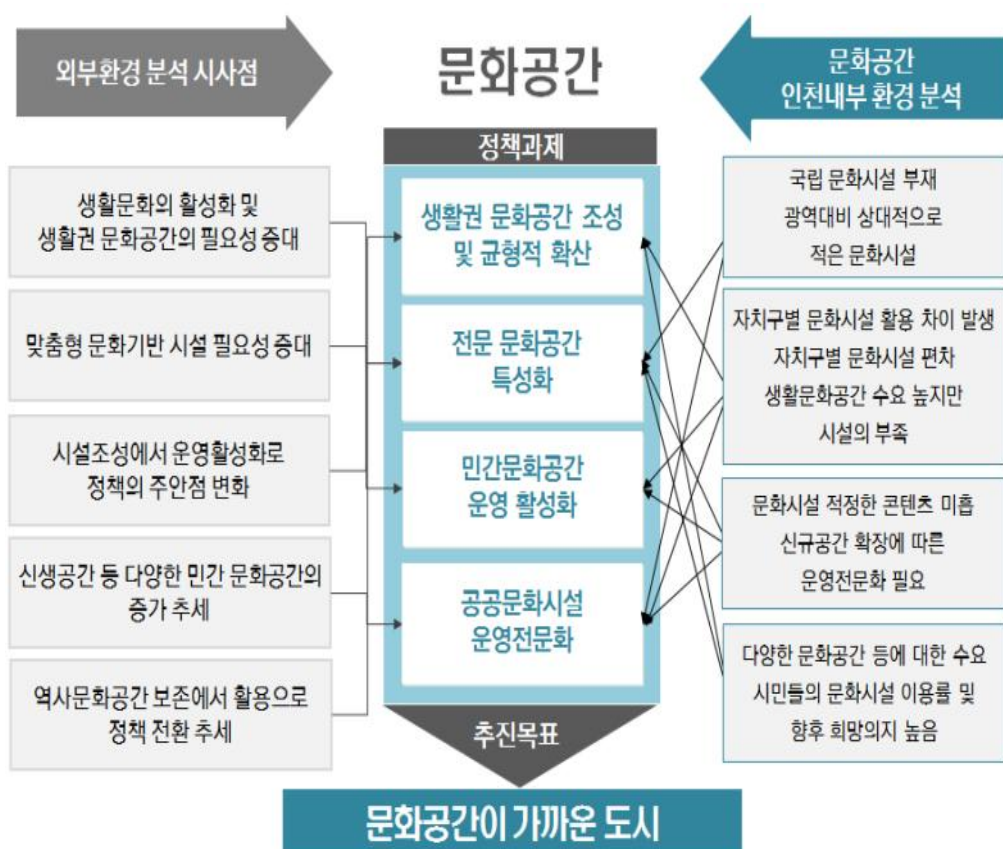 외부환경 분석 시사점
문화공간
문화공간
인천내부 환경 분석
정책과제
생활문화의 활성화 및
생활권 문화공간의 필요성 증대
맞춤형 문화기반 시설 필요성 증대
시설조성에서 운영활성화로
정책의 주안점 변화
신생공간 등 다양한 민간 문화공간의
증가 추세
역사문화공간 보존에서 활용으로
정책 전환 추세
생활권 문화공간 조성
및 균형적 확산
전문 문화공간
특성화
민간문화공간
운영 활성화
공공문화시설
운영전문화
국립 문화시설 부재
광역대비 상대적으로
적은 문화시설
자치구별 문화시설 활용 차이 발생
자치구별 문화시설 편차
생활문화공간 수요 높지만
시설의 부족
문화시설 적정한 콘텐츠 미흡
신규공간 확장에 따른
운영전문화 필요
다양한 문화공간 등에 대한 수요
시민들의 문화시설 이용률 및
향후 희망의지 높음
추진목표
문화공간이 가까운 도시